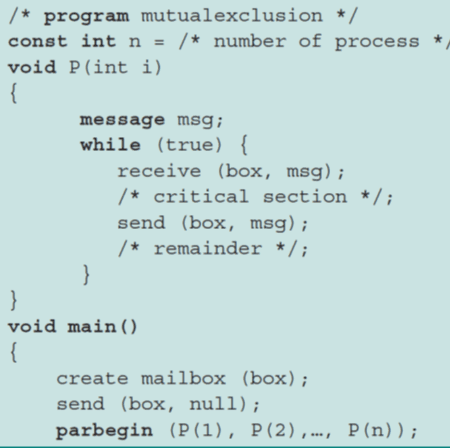 /* program mutualexclusion */
const int n = /* number of process */
void P(int i)
{
message msg;
while (true) {
receive (box, msg);
/* critical section */;
send (box, msg);
/* remainder */;
}
}
void main()
{
create mailbox (box);
send (box, null);
parbegin (P(1), P(2),…, P(n));